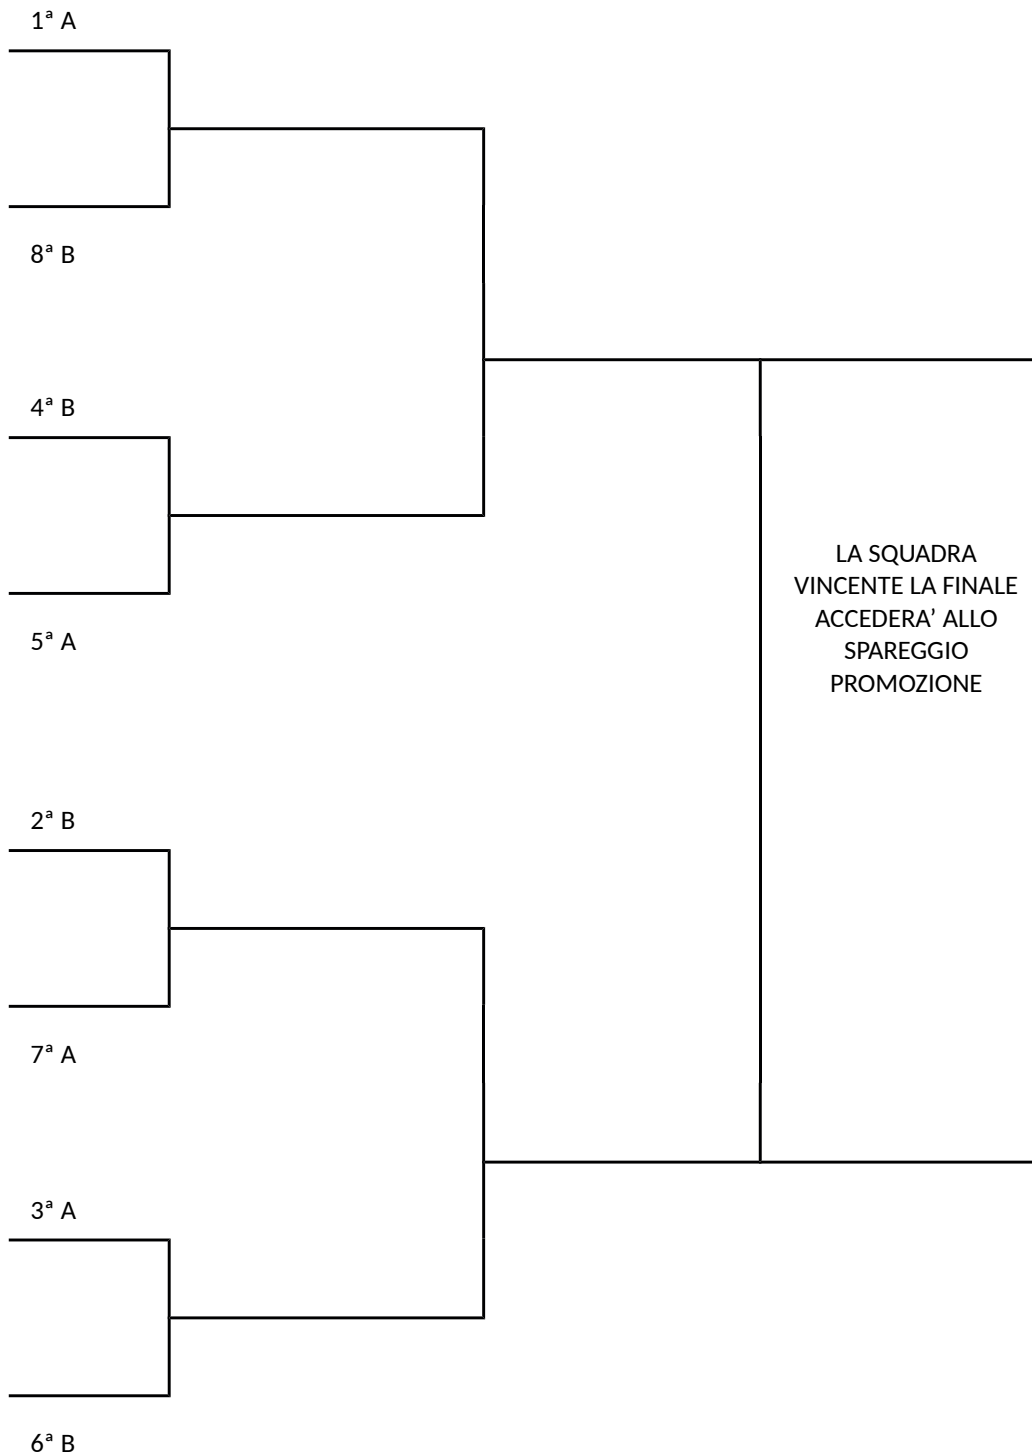 1ª A
8ª B
4ª B
LA SQUADRA
VINCENTE LA FINALE
ACCEDERA’ ALLO
SPAREGGIO
PROMOZIONE
5ª A
2ª B
7ª A
3ª A
6ª B